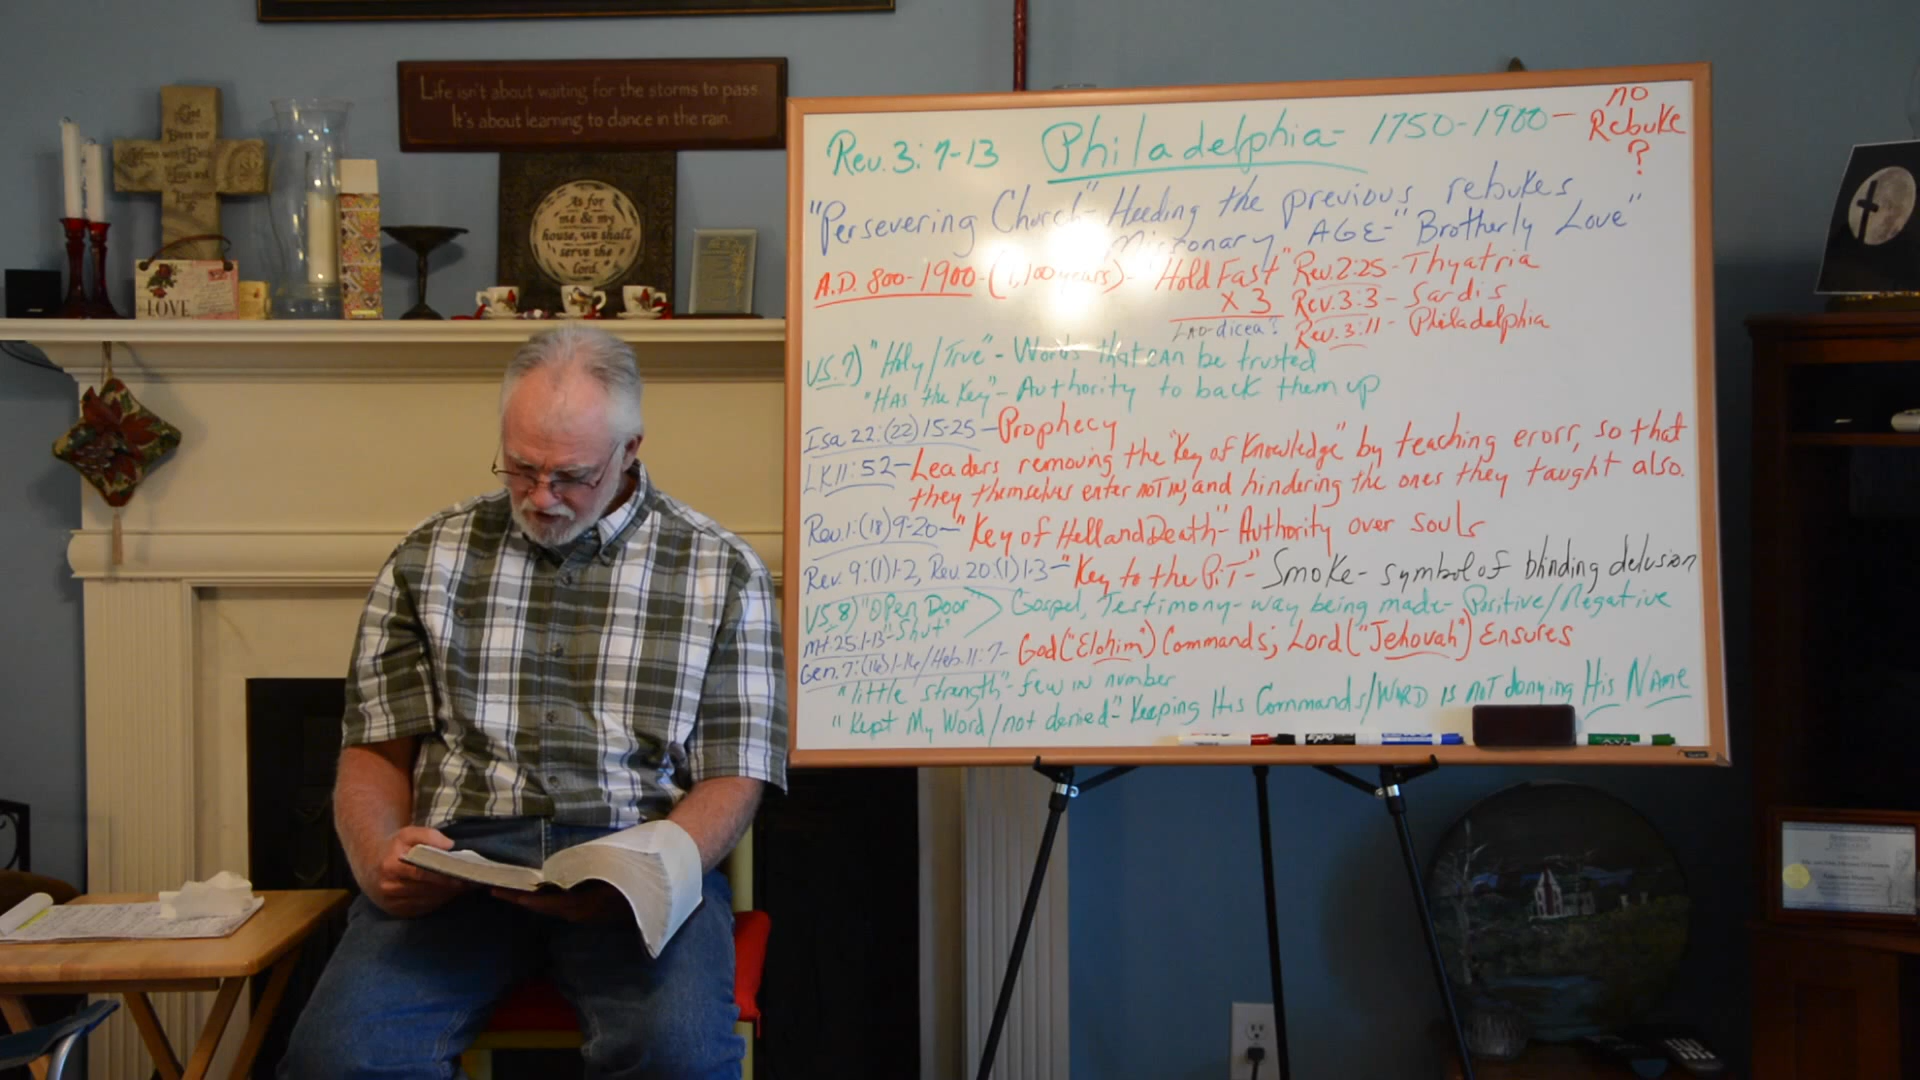 Life isn't about waiting for the storms to pass.
It's about learning to dance in the rain.
God
Bless our
As for
me & my
house, we shall
serve the
lord.
LOVE
Rev. 3:7-13 Philadelphia- 1750-1900- no
Rebuke
?
"Persevering Church"- Heeding the previous rebukes
Missionary AGE- "Brotherly Love"
A.D. 800-1900-(1,100 years)- "Hold Fast" Rev. 2:25-Thyatria
X 3 Rev. 3:3- Sardis
LAO-dicea? Rev. 3:11- Philadelphia
VS.7) "Holy/True"- Words that can be trusted
"HAS the Key"- Authority to back them up
Isa 22:(22)15-25-Prophecy
LK11:52-Leaders removing the "Key of Knowledge" by teaching erorr, so that
they themselves enter not in, and hindering the ones they taught also.
Rev.1:(18)9-20-"Key of Hell and Death"- Authority over souls
Rev. 9:(1)1-2, Rev. 20:(1)1-3-"Key to the PiT"- Smoke- symbol of blinding delusion
VS.8) "OPen Door" > Gospel, Testimony-way being made- Positive/Negative
Mt.25:1-13-"Shut"
Gen.7:(16)1-16/Heb.11:7- God("Elohim") Commands; Lord("Jehovah") Ensures
"little strength"-few in number
"Kept My Word/not denied-"Keeping His Commands/WORD is not denying His NAME